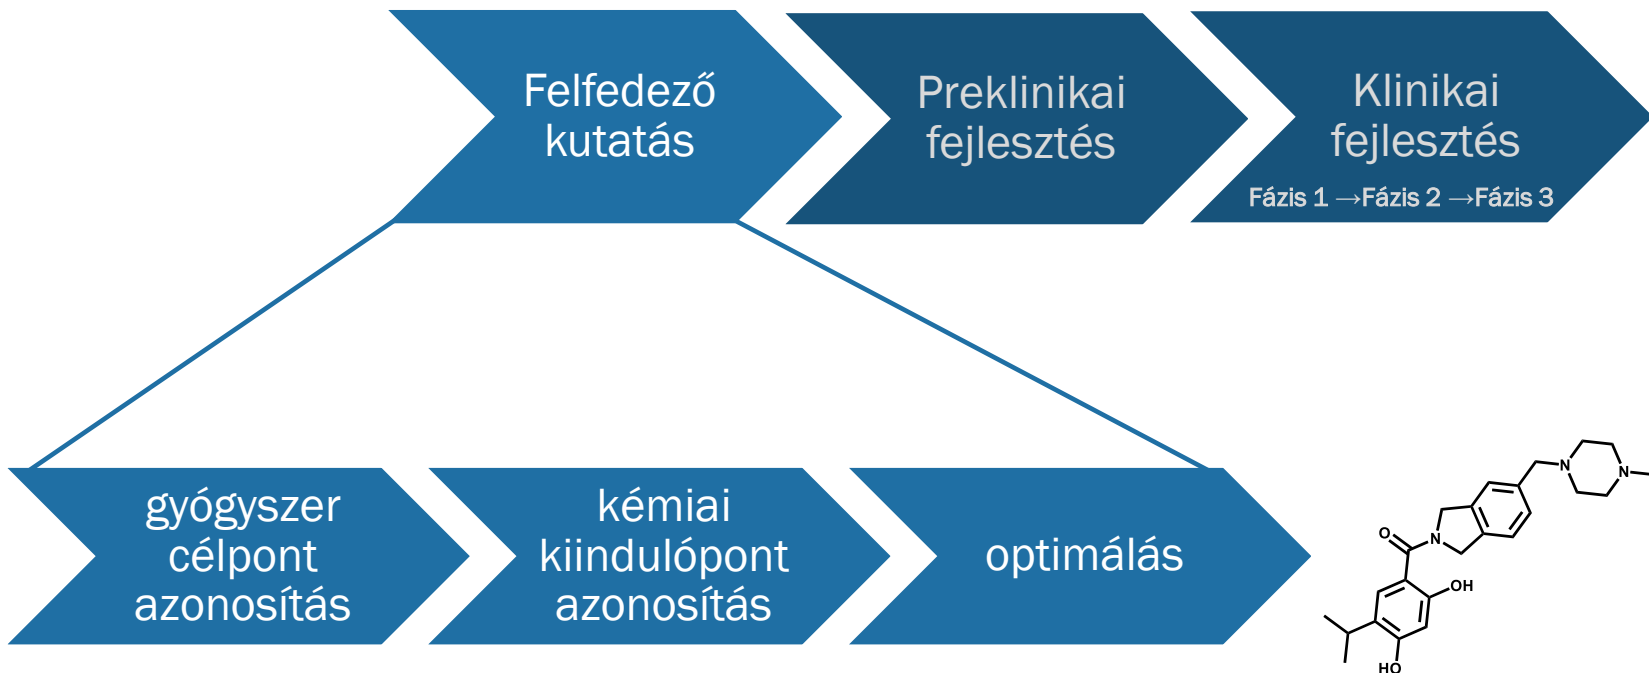 Felfedező
kutatás
Preklinikai
fejlesztés
Klinikai
fejlesztés
Fázis 1 →Fázis 2 →Fázis 3
gyógyszer
célpont
azonosítás
kémiai
kiindulópont
azonosítás
optimálás
N
N
O
N
OH
HO